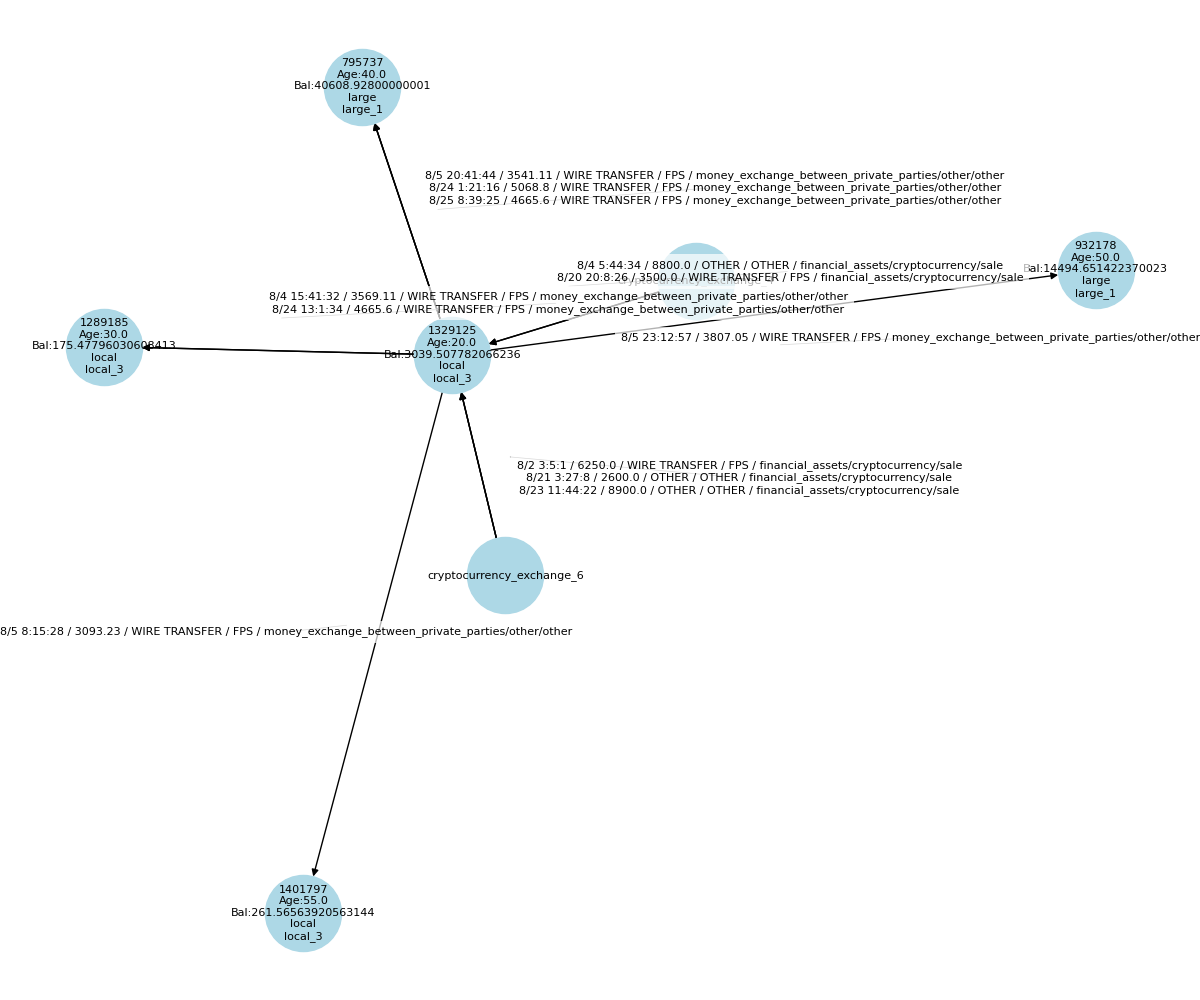 795737
Age:40.0
Bal:40608.92800000001
large
large_1
8/5 20:41:44 / 3541.11 / WIRE TRANSFER / FPS / money_exchange_between_private_parties/other/other
8/24 1:21:16 / 5068.8 / WIRE TRANSFER / FPS / money_exchange_between_private_parties/other/other
8/25 8:39:25 / 4665.6 / WIRE TRANSFER / FPS / money_exchange_between_private_parties/other/other
932178
Age:50.0
Bal:14494.651422370023
large
large_1
8/4 5:44:34 / 8800.0 / OTHER / OTHER / financial_assets/cryptocurrency/sale
8/20 20:8:26 / 3500.0 / WIRE TRANSFER / FPS / financial_assets/cryptocurrency/sale
8/4 15:41:32 / 3569.11 / WIRE TRANSFER / FPS / money_exchange_between_private_parties/other/other
8/24 13:1:34 / 4665.6 / WIRE TRANSFER / FPS / money_exchange_between_private_parties/other/other
1289185
Age:30.0
Bal:175.47796030608413
local
local_3
1329125
Age:20.0
Bal:3039.507782066236
local
local_3
8/5 23:12:57 / 3807.05 / WIRE TRANSFER / FPS / money_exchange_between_private_parties/other/other
8/2 3:5:1 / 6250.0 / WIRE TRANSFER / FPS / financial_assets/cryptocurrency/sale
8/21 3:27:8 / 2600.0 / OTHER / OTHER / financial_assets/cryptocurrency/sale
8/23 11:44:22 / 8900.0 / OTHER / OTHER / financial_assets/cryptocurrency/sale
cryptocurrency_exchange_6
8/5 8:15:28 / 3093.23 / WIRE TRANSFER / FPS / money_exchange_between_private_parties/other/other
1401797
Age:55.0
Bal:261.56563920563144
local
local_3